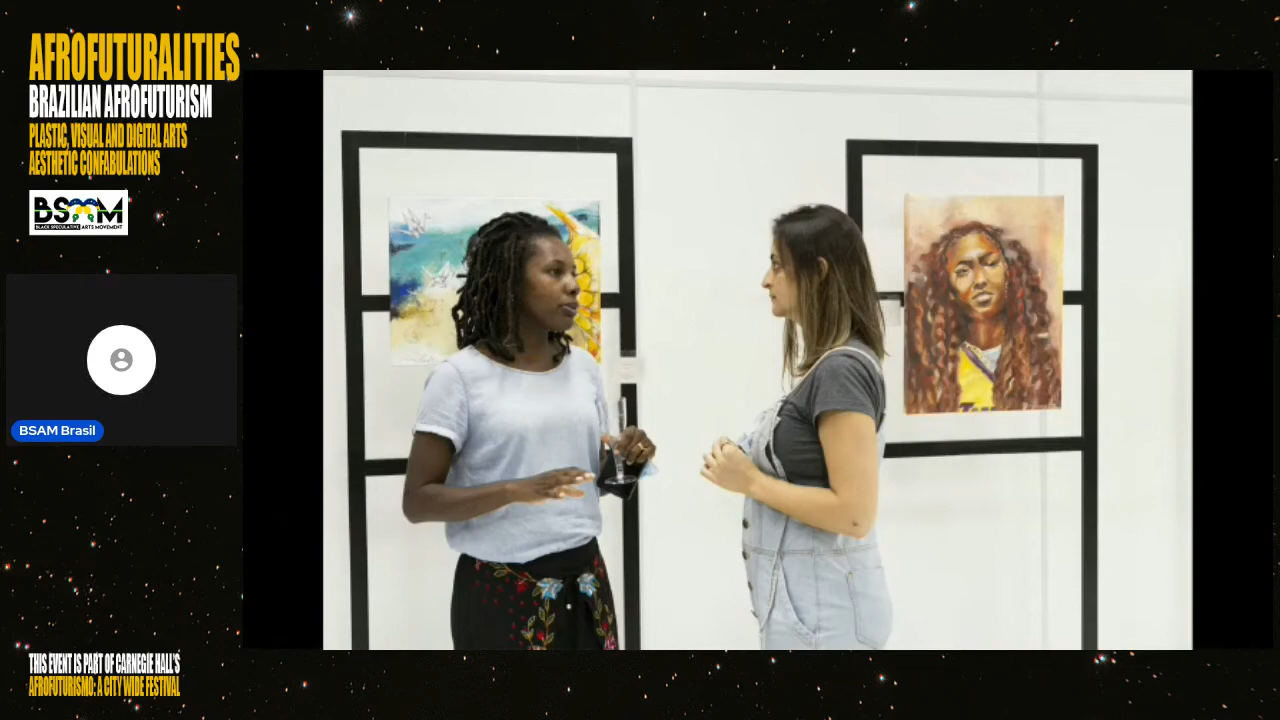 AFROFUTURALITIES
BRAZILIAN AFROFUTURISM
PLASTIC, VISUAL AND DIGITAL ARTS
AESTHETIC CONFABULATIONS
BSAM
BLACK SPECULATIVE ARTS MOVEMENT
BSAM Brasil
THIS EVENT IS PART OF CARNEGIE HALL'S
AFROFUTURISMO: A CITY WIDE FESTIVAL